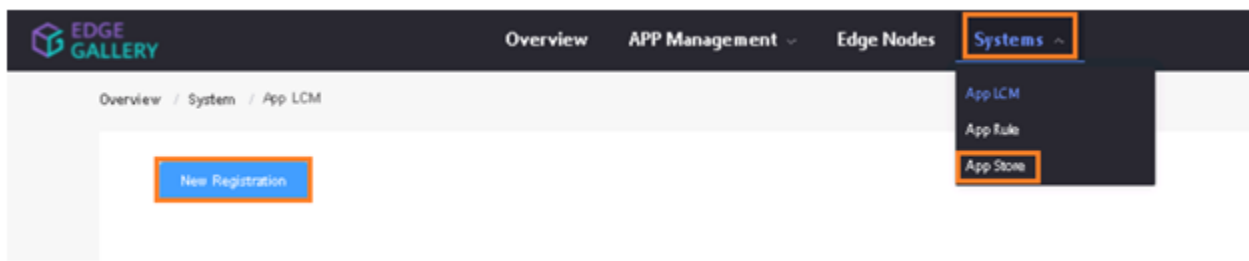 EDGE
GALLERY
Overview APP Management Edge Nodes Systems
Overview / System / App LCM
App LCM
App Rule
App Store
New Registration